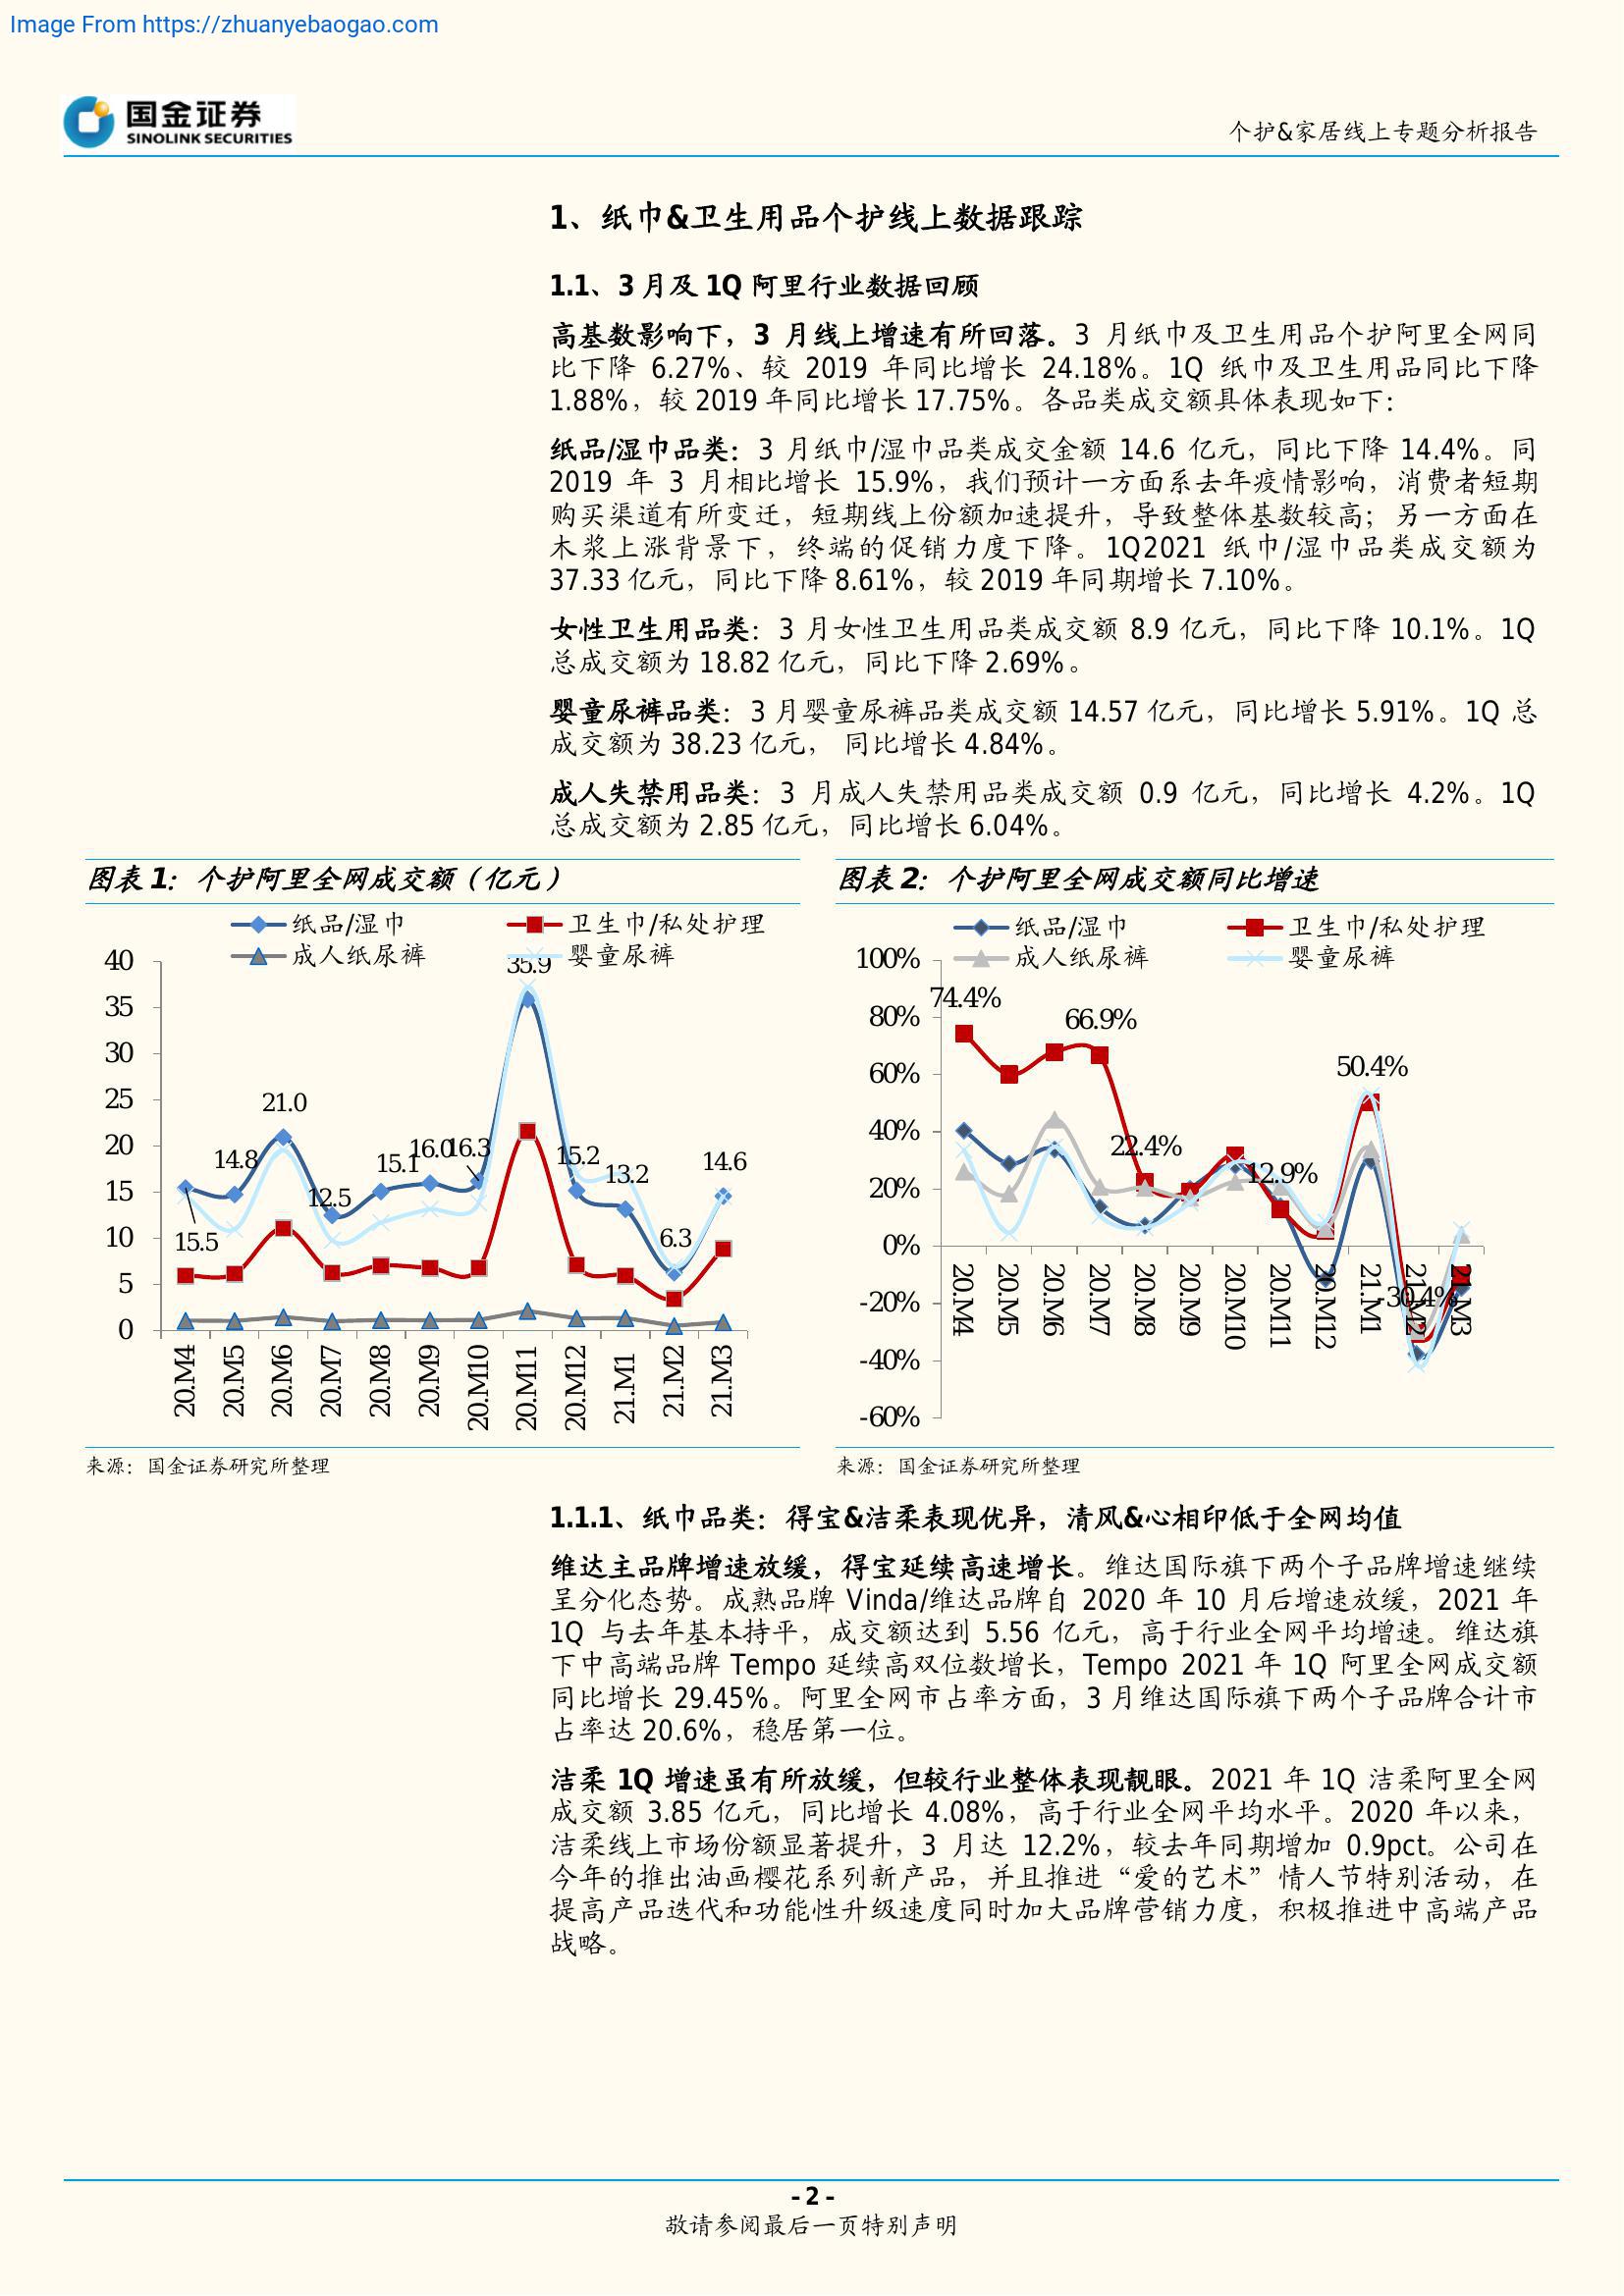 Image From https://zhuanyebaogao.com
国金证券
SINOLINK SECURITIES
个护&家居线上专题分析报告
1、纸巾&卫生用品个护线上数据跟踪
1.1、3 月及 1Q 阿里行业数据回顾
高基数影响下，3 月线上增速有所回落。3 月纸巾及卫生用品个护阿里全网同
比下降 6.27%、较 2019 年同比增长 24.18%。1Q 纸巾及卫生用品同比下降
1.88%，较 2019 年同比增长 17.75%。各品类成交额具体表现如下：
纸品/湿巾品类：3 月纸巾/湿巾品类成交金额 14.6 亿元，同比下降 14.4%。同
2019 年 3 月相比增长 15.9%，我们预计一方面系去年疫情影响，消费者短期
购买渠道有所变迁，短期线上份额加速提升，导致整体基数较高；另一方面在
木浆上涨背景下，终端的促销力度下降。1Q2021 纸巾/湿巾品类成交额为
37.33 亿元，同比下降 8.61%，较 2019 年同期增长 7.10%。
女性卫生用品类：3 月女性卫生用品类成交额 8.9 亿元，同比下降 10.1%。1Q
总成交额为 18.82 亿元，同比下降 2.69%。
婴童尿裤品类：3 月婴童尿裤品类成交额 14.57 亿元，同比增长 5.91%。1Q 总
成交额为 38.23 亿元， 同比增长 4.84%。
成人失禁用品类：3 月成人失禁用品类成交额 0.9 亿元，同比增长 4.2%。1Q
总成交额为 2.85 亿元，同比增长 6.04%。
图表 1：个护阿里全网成交额（亿元）
纸品/湿巾 卫生巾/私处护理
成人纸尿裤 婴童尿裤
40
35
30
25
20
15
10
5
0
15.5
14.8
21.0
12.5
15.1
16.0
16.3
35.9
15.2
13.2
6.3
14.6
20.M4 20.M5 20.M6 20.M7 20.M8 20.M9 20.M10 20.M11 20.M12 21.M1 21.M2 21.M3
来源：国金证券研究所整理
图表 2：个护阿里全网成交额同比增速
纸品/湿巾 卫生巾/私处护理
成人纸尿裤 婴童尿裤
100%
80%
60%
40%
20%
0%
-20%
-40%
-60%
74.4%
66.9%
22.4%
12.9%
50.4%
-30.4%
20.M4 20.M5 20.M6 20.M7 20.M8 20.M9 20.M10 20.M11 20.M12 21.M1 21.M2 21.M3
来源：国金证券研究所整理
1.1.1、纸巾品类：得宝&洁柔表现优异，清风&心相印低于全网均值
维达主品牌增速放缓，得宝延续高速增长。维达国际旗下两个子品牌增速继续
呈分化态势。成熟品牌 Vinda/维达品牌自 2020 年 10 月后增速放缓，2021 年
1Q 与去年基本持平，成交额达到 5.56 亿元，高于行业全网平均增速。维达旗
下中高端品牌 Tempo 延续高双位数增长，Tempo 2021 年 1Q 阿里全网成交额
同比增长 29.45%。阿里全网市占率方面，3 月维达国际旗下两个子品牌合计市
占率达 20.6%，稳居第一位。
洁柔 1Q 增速虽有所放缓，但较行业整体表现靓眼。2021 年 1Q 洁柔阿里全网
成交额 3.85 亿元，同比增长 4.08%，高于行业全网平均水平。2020 年以来，
洁柔线上市场份额显著提升，3 月达 12.2%，较去年同期增加 0.9pct。公司在
今年的推出油画樱花系列新产品，并且推进“爱的艺术”情人节特别活动，在
提高产品迭代和功能性升级速度同时加大品牌营销力度，积极推进中高端产品
战略。
- 2 -
敬请参阅最后一页特别声明